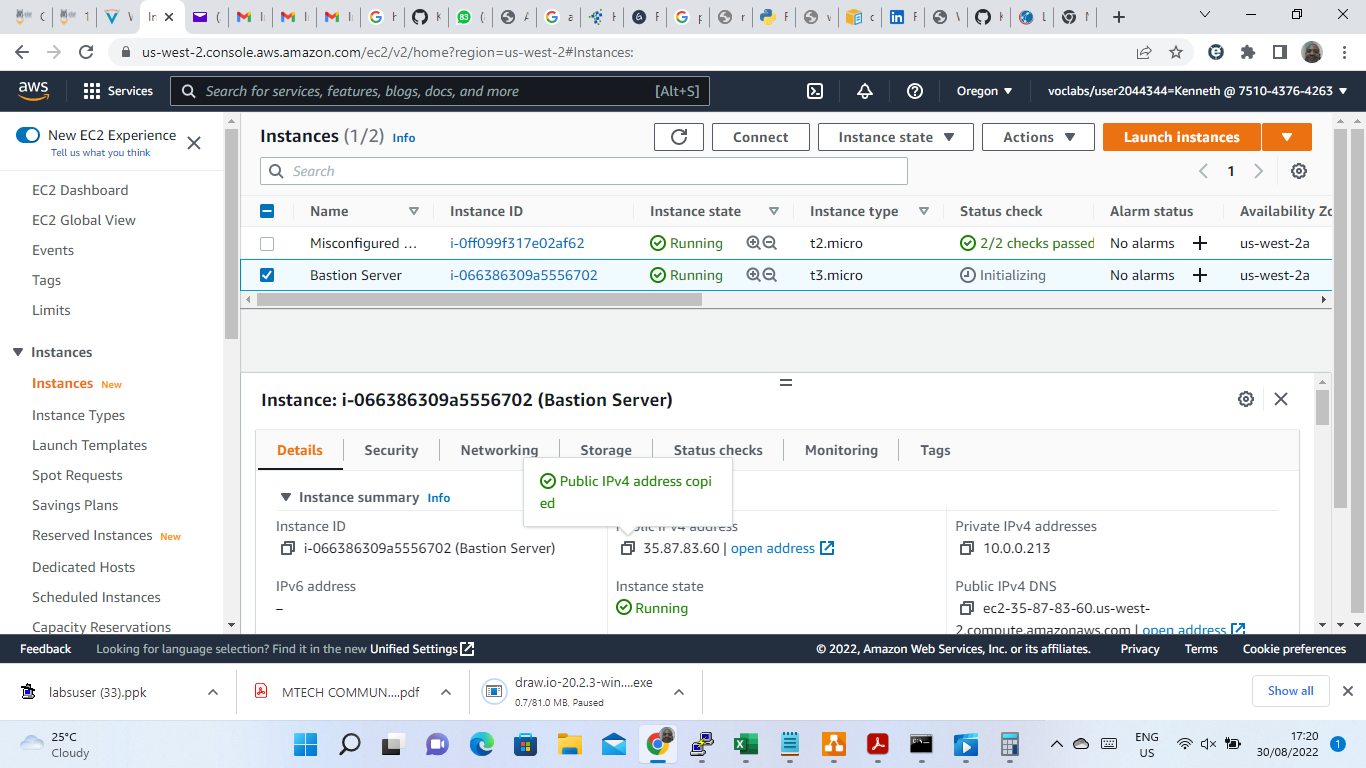 us-west-2.console.aws.amazon.com/ec2/v2/home?region=us-west-2#Instances:
aws
Services
Search for services, features, blogs, docs, and more
[Alt+S]
Oregon
voclabs/user2044344=Kenneth @ 7510-4376-4263
New EC2 Experience
Tell us what you think
EC2 Dashboard
EC2 Global View
Events
Tags
Limits
Instances
Instances New
Instance Types
Launch Templates
Spot Requests
Savings Plans
Reserved Instances New
Dedicated Hosts
Scheduled Instances
Capacity Reservations
Instances (1/2) Info
Connect
Instance state
Actions
Launch instances
Search
1
Name Instance ID Instance state Instance type Status check Alarm status Availability Zo
Misconfigured ... i-0ff099f317e02af62 Running t2.micro 2/2 checks passed No alarms + us-west-2a
Bastion Server i-066386309a5556702 Running t3.micro Initializing No alarms + us-west-2a
Instance: i-066386309a5556702 (Bastion Server)
Details Security Networking Storage Status checks Monitoring Tags
Public IPv4 address copi
ed
Instance summary Info
Instance ID
i-066386309a5556702 (Bastion Server)
Public IPv4 address
35.87.83.60 | open address
Private IPv4 addresses
10.0.0.213
IPv6 address
–
Instance state
Running
Public IPv4 DNS
ec2-35-87-83-60.us-west-
2.compute.amazonaws.com | open address
Feedback
Looking for language selection? Find it in the new Unified Settings
© 2022, Amazon Web Services, Inc. or its affiliates.
Privacy
Terms
Cookie preferences
labsuser (33).ppk
MTECH COMMUN....pdf
draw.io-20.2.3-win....exe
0.7/81.0 MB, Paused
Show all
25°C
Cloudy
ENG
US
17:20
30/08/2022
1